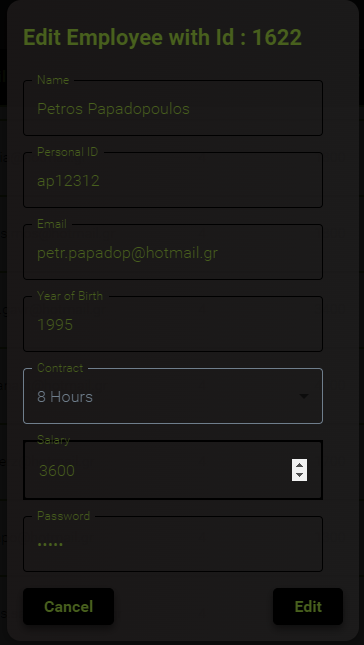 Edit Employee with Id : 1622
Name
Petros Papadopoulos
Personal ID
ap12312
Email
petr.papadop@hotmail.gr
Year of Birth
1995
Contract
8 Hours
Salary
3600
Password
•••••
Cancel Edit